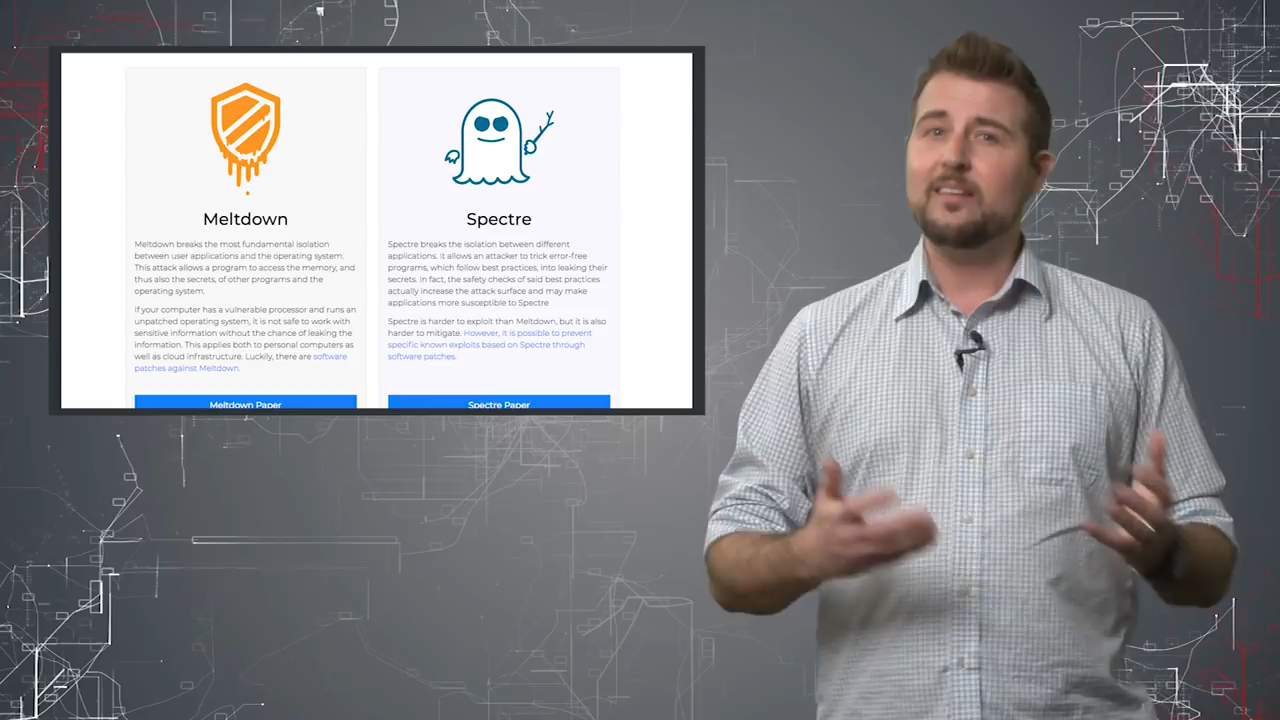 Meltdown
Meltdown breaks the most fundamental isolation
between user applications and the operating system.
This attack allows a program to access the memory, and
thus also the secrets, of other programs and the
operating system.
If your computer has a vulnerable processor and runs an
unpatched operating system, it is not safe to work with
sensitive information without the chance of leaking the
information. This applies both to personal computers as
well as cloud infrastructure. Luckily, there are software
patches against Meltdown.
Meltdown Paper
Spectre
Spectre breaks the isolation between different
applications. It allows an attacker to trick error-free
programs, which follow best practices, into leaking their
secrets. In fact, the safety checks of said best practices
actually increase the attack surface and may make
applications more susceptible to Spectre
Spectre is harder to exploit than Meltdown, but it is also
harder to mitigate. However, it is possible to prevent
specific known exploits based on Spectre through
software patches.
Spectre Paper